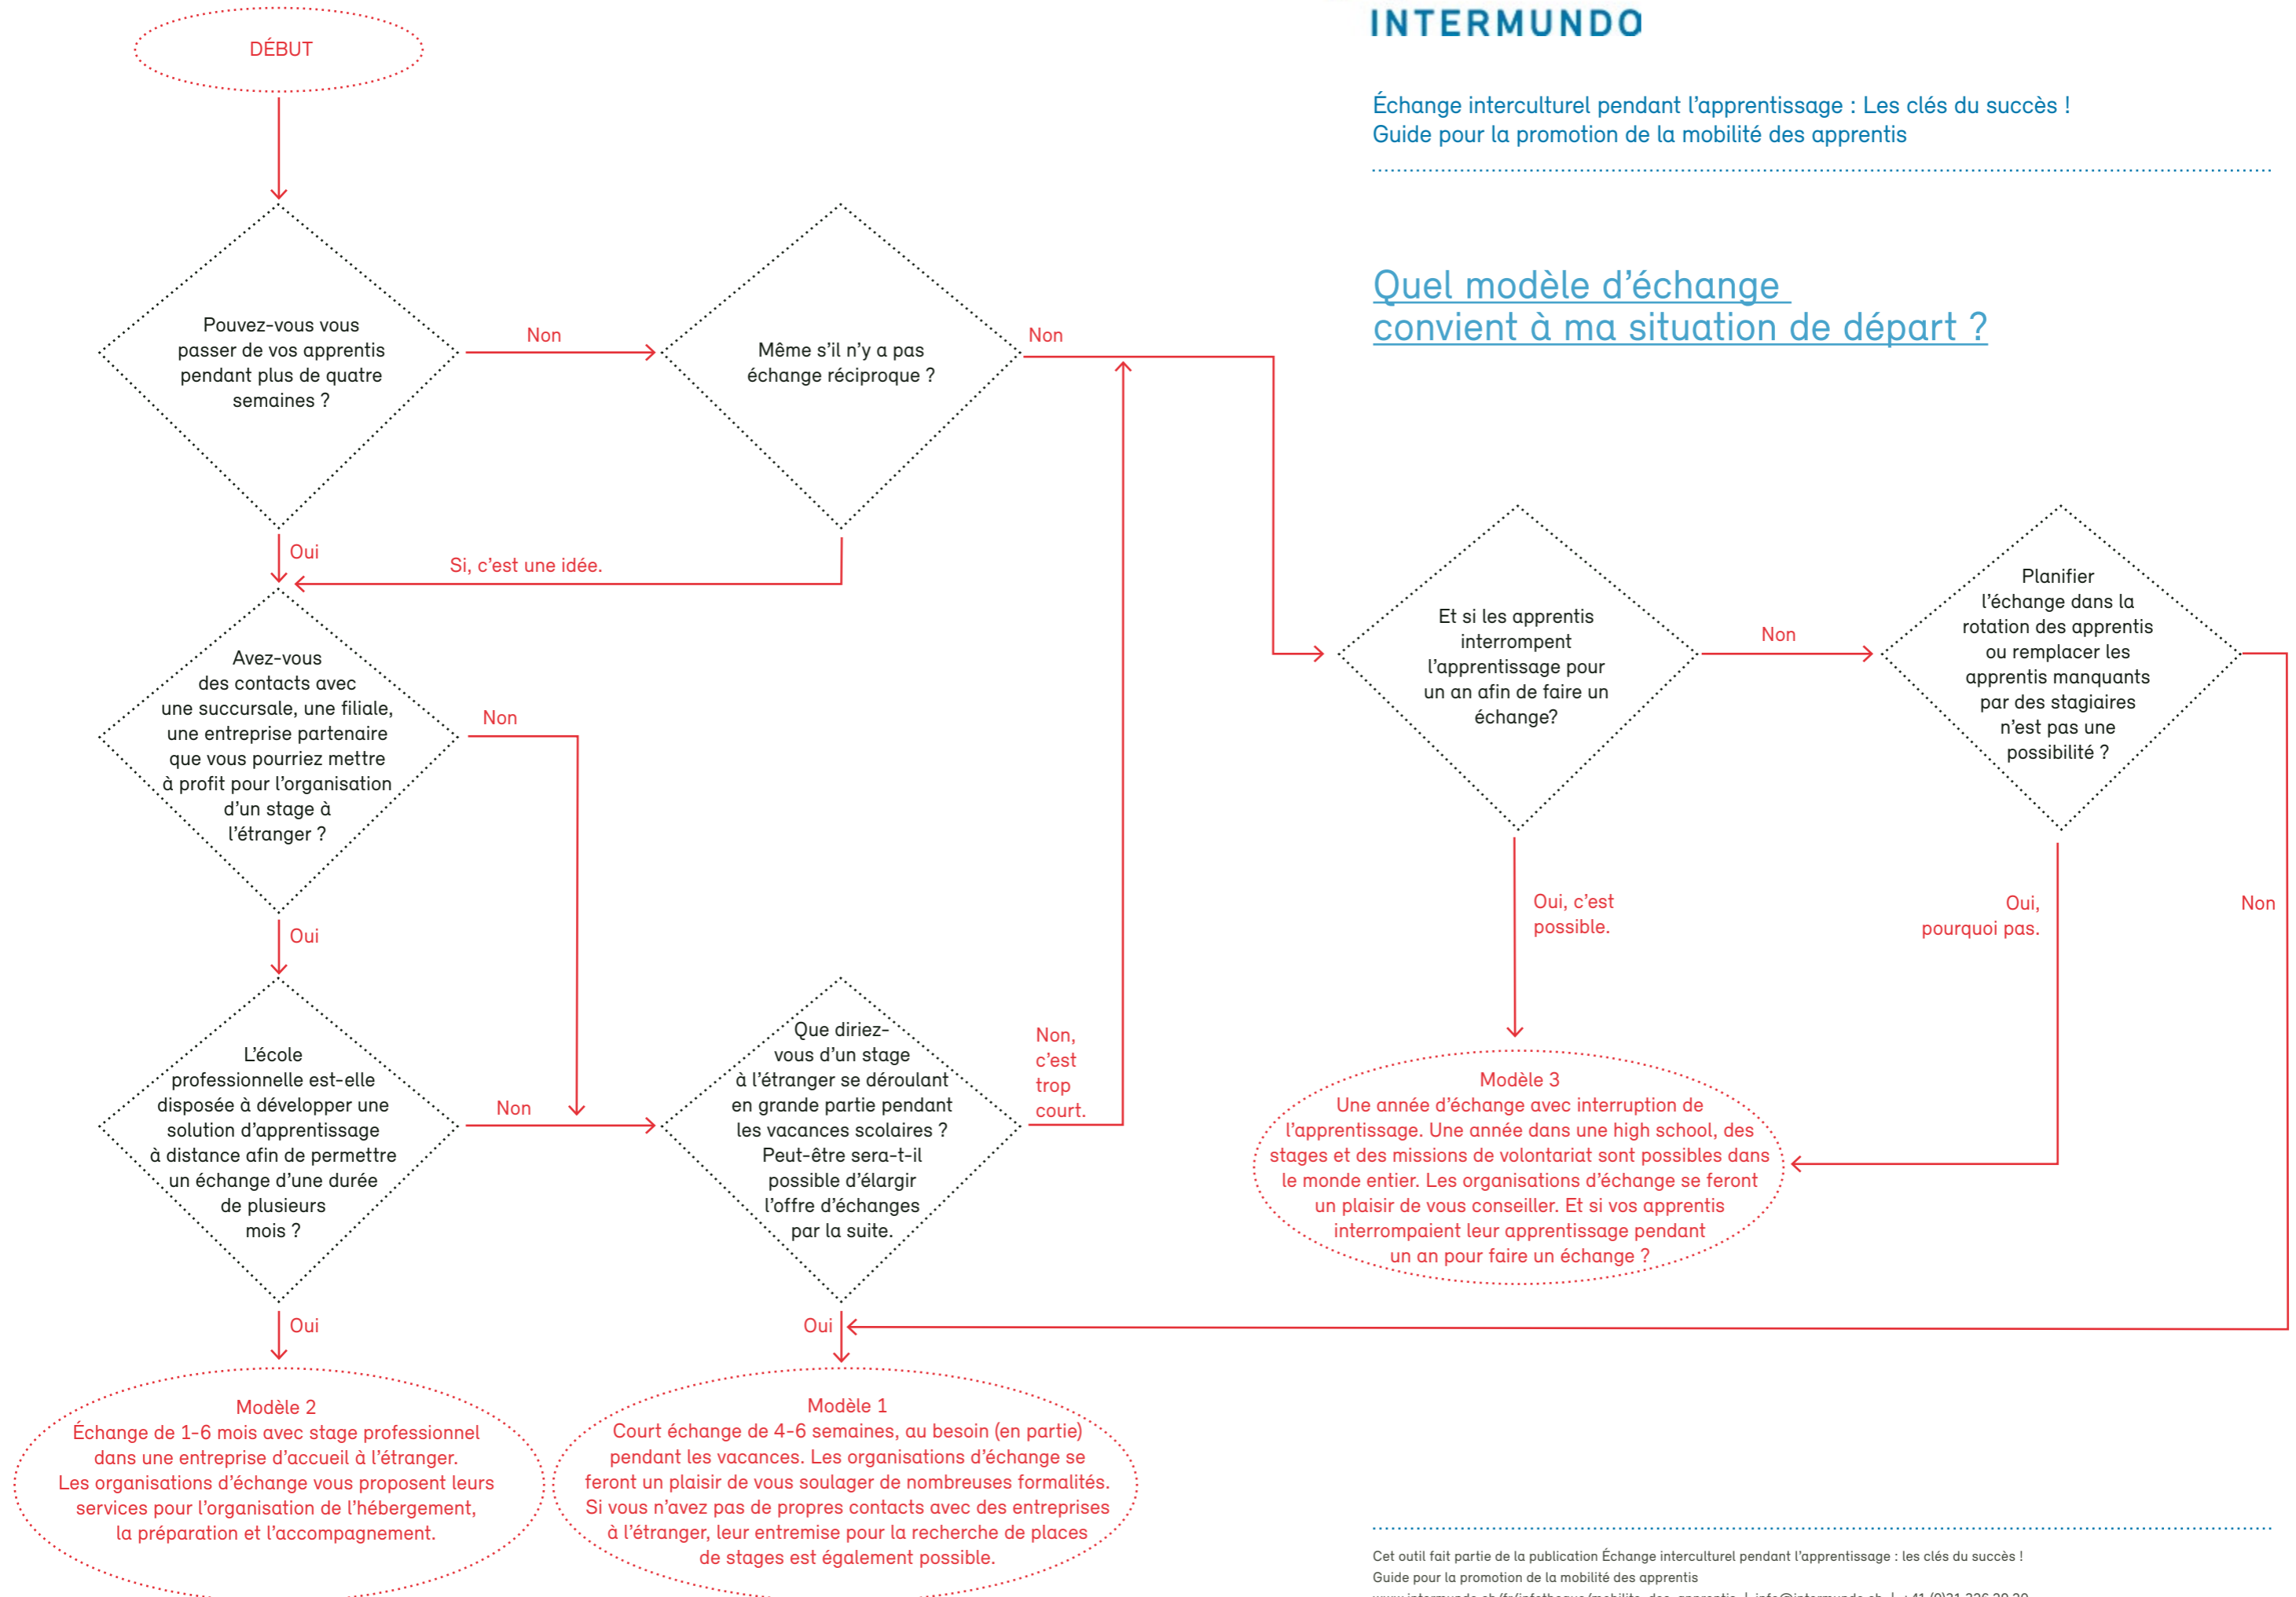 INTERMUNDO
Échange interculturel pendant l'apprentissage : Les clés du succès !
Guide pour la promotion de la mobilité des apprentis
Quel modèle d'échange
convient à ma situation de départ ?
DÉBUT
Pouvez-vous vous
passer de vos apprentis
pendant plus de quatre
semaines ?
Non
Même s'il n'y a pas
échange réciproque ?
Non
Oui
Si, c'est une idée.
Avez-vous
des contacts avec
une succursale, une filiale,
une entreprise partenaire
que vous pourriez mettre
à profit pour l'organisation
d'un stage à
l'étranger ?
Non
Oui
L'école
professionnelle est-elle
disposée à développer une
solution d'apprentissage
à distance afin de permettre
un échange d'une durée
de plusieurs
mois ?
Non
Que diriez-
vous d'un stage
à l'étranger se déroulant
en grande partie pendant
les vacances scolaires ?
Peut-être sera-t-il
possible d'élargir
l'offre d'échanges
par la suite.
Non,
c'est
trop
court.
Oui
Oui
Modèle 2
Échange de 1-6 mois avec stage professionnel
dans une entreprise d'accueil à l'étranger.
Les organisations d'échange vous proposent leurs
services pour l'organisation de l'hébergement,
la préparation et l'accompagnement.
Modèle 1
Court échange de 4-6 semaines, au besoin (en partie)
pendant les vacances. Les organisations d'échange se
feront un plaisir de vous soulager de nombreuses formalités.
Si vous n'avez pas de propres contacts avec des entreprises
à l'étranger, leur entremise pour la recherche de places
de stages est également possible.
Et si les apprentis
interrompent
l'apprentissage pour
un an afin de faire un
échange?
Non
Planifier
l'échange dans la
rotation des apprentis
ou remplacer les
apprentis manquants
par des stagiaires
n'est pas une
possibilité ?
Oui, c'est
possible.
Oui,
pourquoi pas.
Non
Modèle 3
Une année d'échange avec interruption de
l'apprentissage. Une année dans une high school, des
stages et des missions de volontariat sont possibles dans
le monde entier. Les organisations d'échange se feront
un plaisir de vous conseiller. Et si vos apprentis
interrompaient leur apprentissage pendant
un an pour faire un échange ?
Cet outil fait partie de la publication Échange interculturel pendant l'apprentissage : les clés du succès !
Guide pour la promotion de la mobilité des apprentis